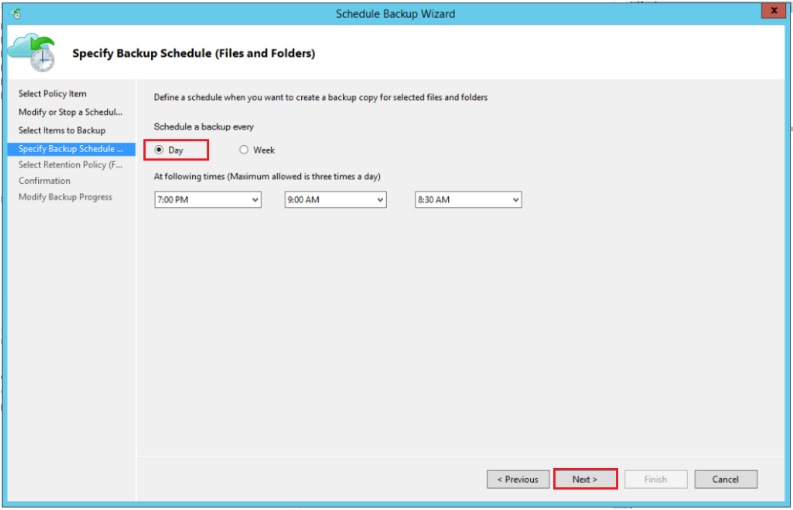 Schedule Backup Wizard
x
Specify Backup Schedule (Files and Folders)
Select Policy Item
Modify or Stop a Schedul...
Select Items to Backup
Specify Backup Schedule ...
Select Retention Policy (F...
Confirmation
Modify Backup Progress
Define a schedule when you want to create a backup copy for selected files and folders
Schedule a backup every
Day
Week
At following times (Maximum allowed is three times a day)
7:00 PM
9:00 AM
8:30 AM
< Previous
Next >
Finish
Cancel